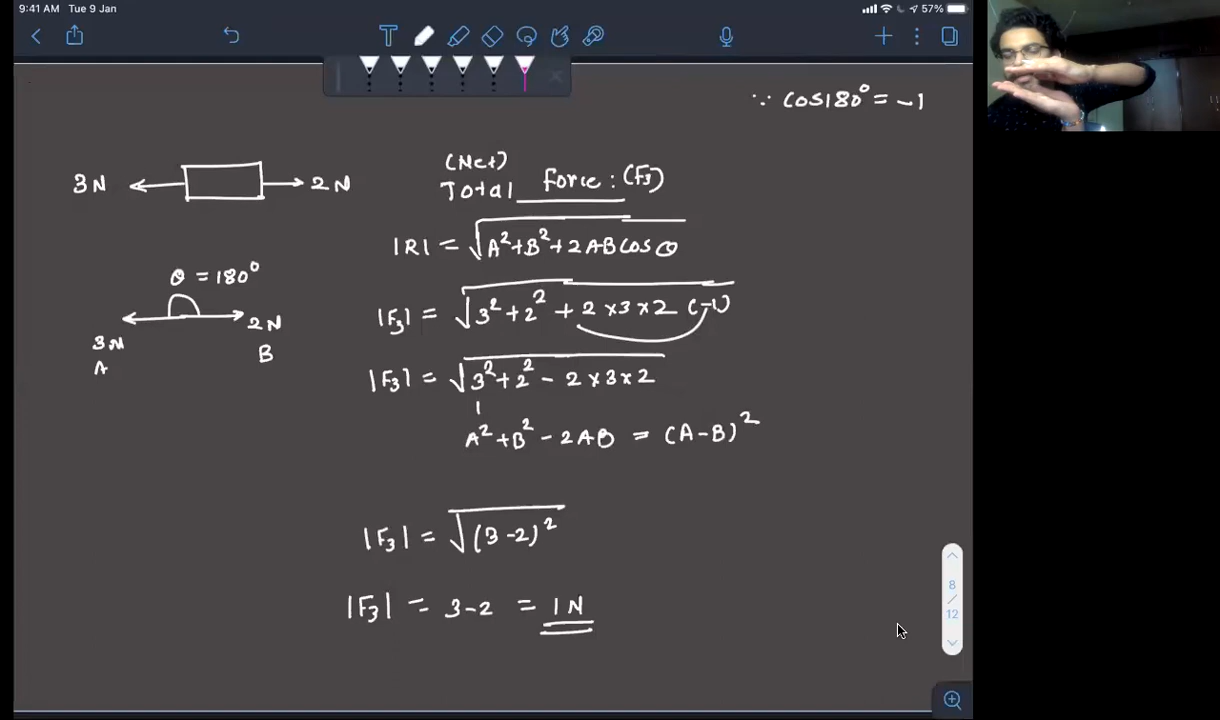 9:41 AM Tue 9 Jan
57%
∵ cos180° = -1
3N
2N
(Net)
Total Force : (F₃)
|R| = √(A²+B²+2ABcosθ)
θ = 180°
3N
A
2N
B
|F₃| = √(3²+2²+2×3×2(-1))
|F₃| = √(3²+2²-2×3×2)
A²+B²-2AB = (A-B)²
|F₃| = √((3-2)²)
|F₃| = 3-2 = 1N
8
/
12